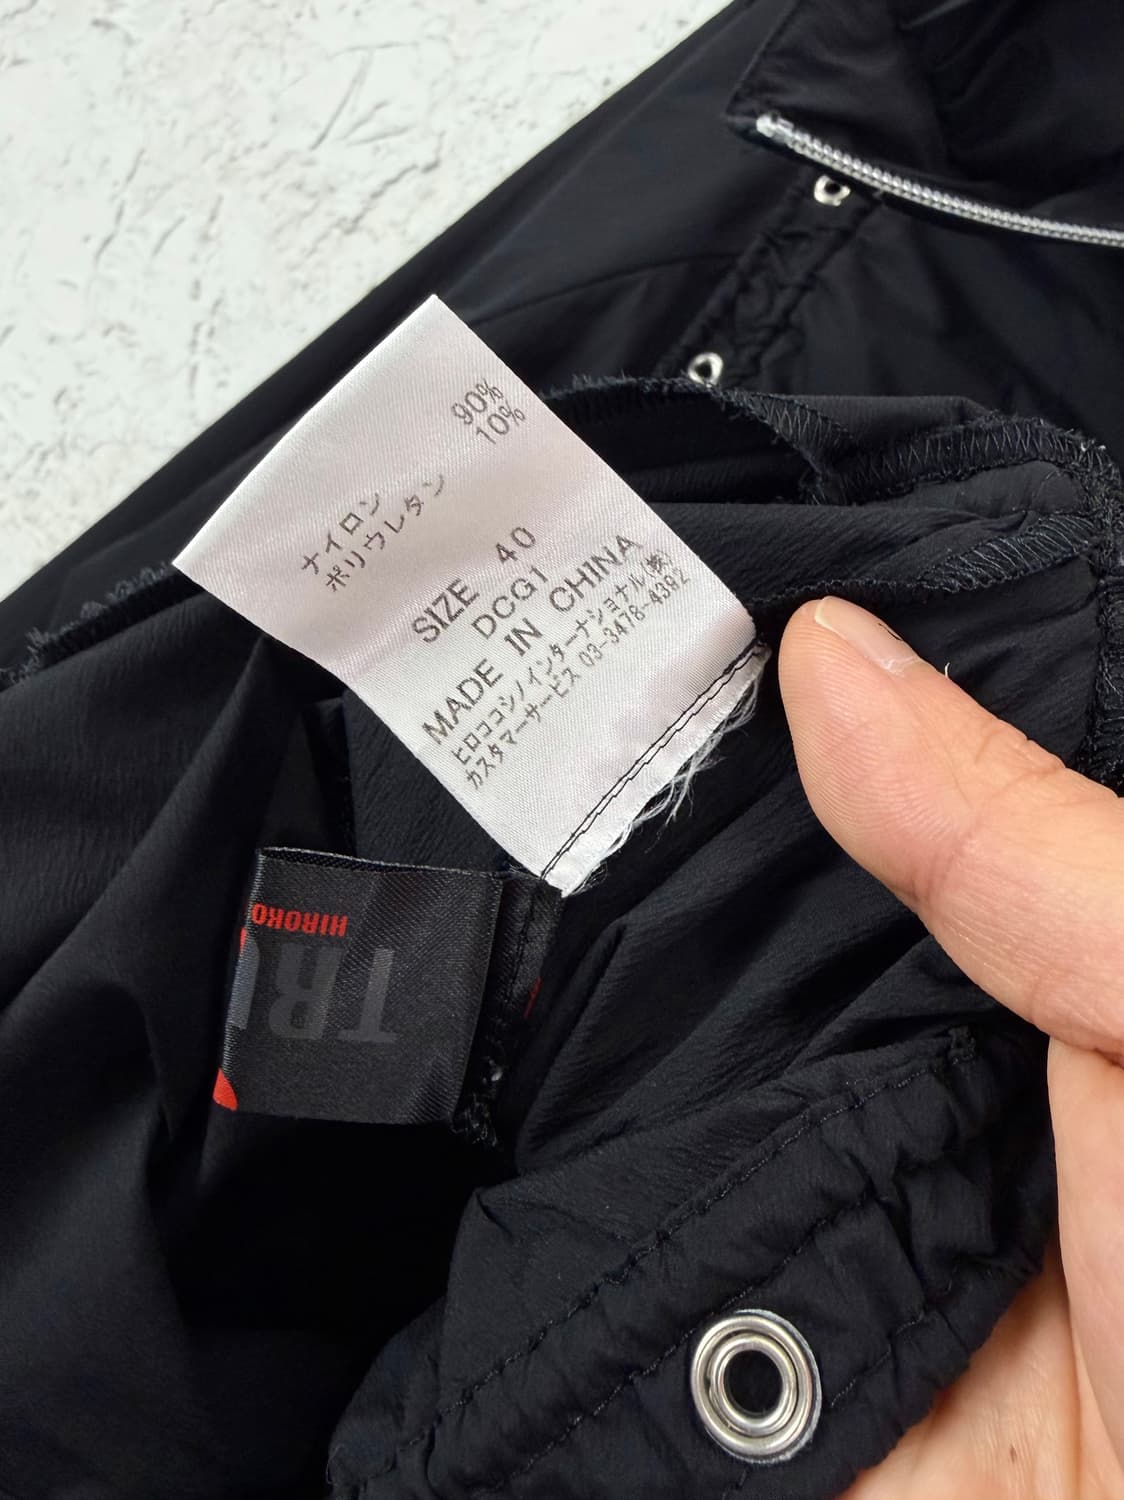 ナイロン 90%
ポリウレタン 10%
SIZE 40
DCG1
MADE IN CHINA
ヒロココシノインターナショナル(株)
カスタマーサービス 03-3478-4392
HIROKO
TR